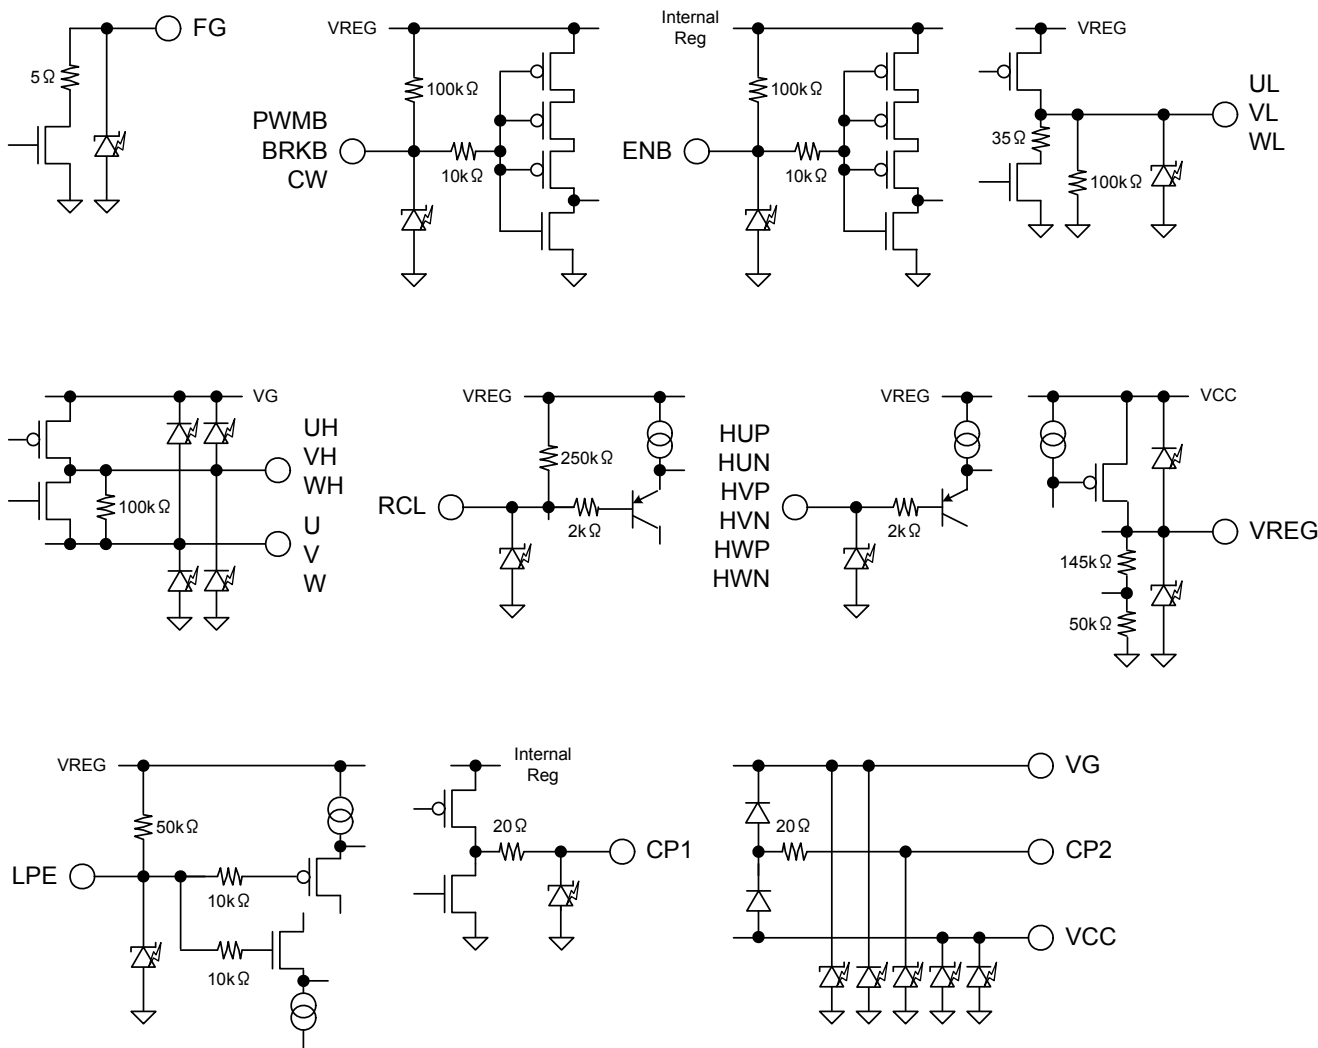 FG
5Ω
VREG
100kΩ
PWMB
BRKB
CW
10kΩ
Internal
Reg
100kΩ
ENB
10kΩ
VREG
35Ω
100kΩ
UL
VL
WL
VG
100kΩ
UH
VH
WH
U
V
W
VREG
250kΩ
RCL
2kΩ
VREG
HUP
HUN
HVP
HVN
HWP
HWN
2kΩ
VCC
VREG
145kΩ
50kΩ
VREG
50kΩ
LPE
10kΩ
10kΩ
Internal
Reg
20Ω
CP1
VG
20Ω
CP2
VCC